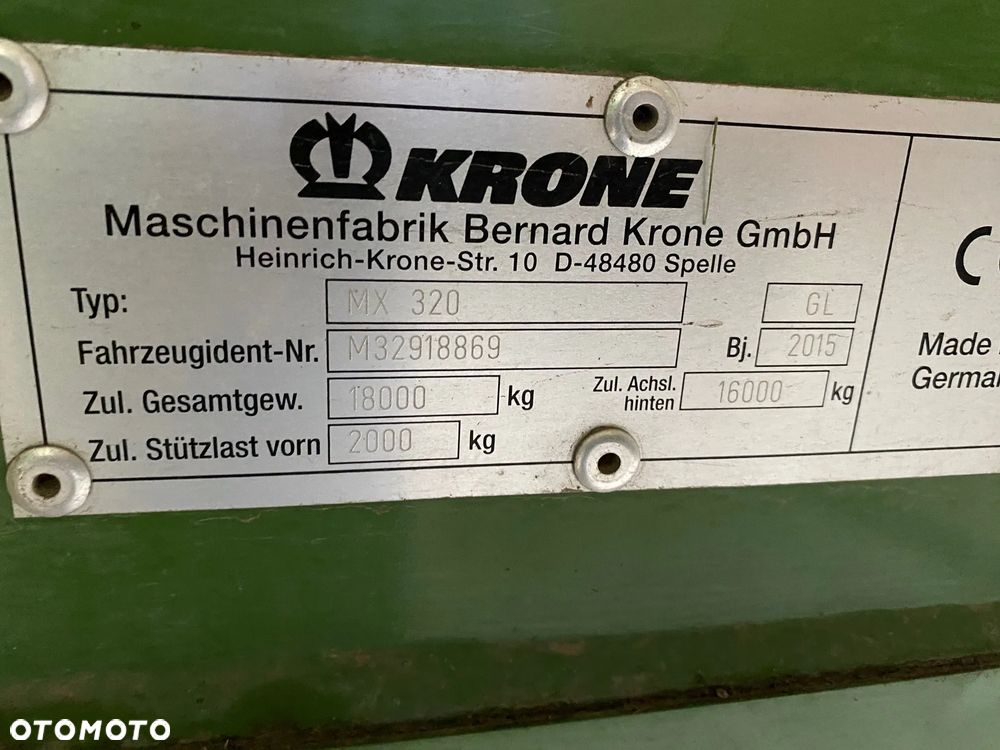 KRONE
Maschinenfabrik Bernard Krone GmbH
Heinrich-Krone-Str. 10 D-48480 Spelle
Typ: MX 320 GL
Fahrzeugident-Nr. M32918869 Bj. 2015
Zul. Gesamtgew. 18000 kg Zul. Achsl. hinten 16000 kg
Zul. Stützlast vorn 2000 kg
Made
OTOMOTO